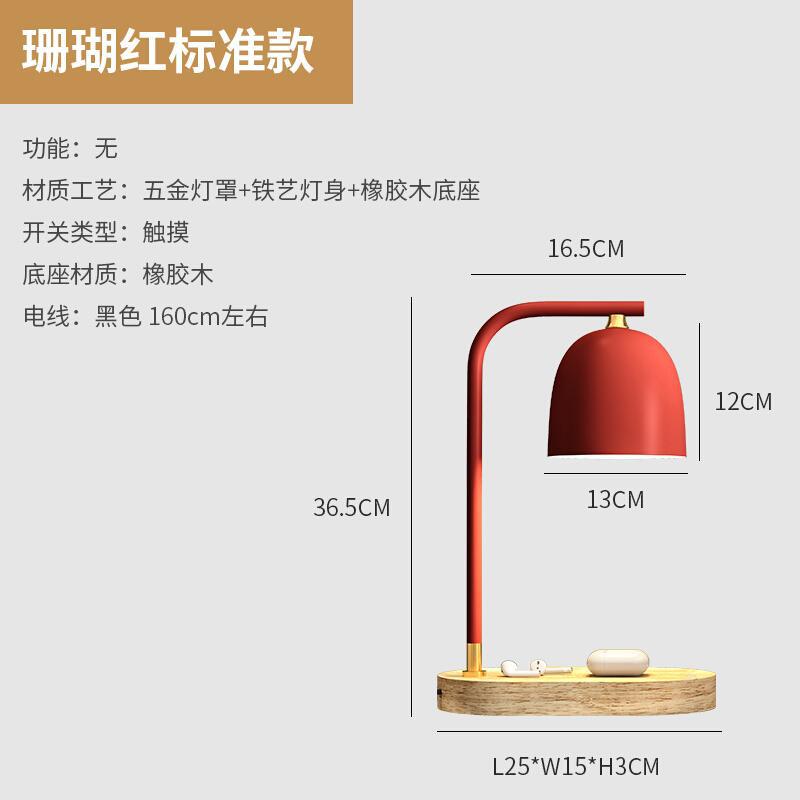 珊瑚红标准款
功能：无
材质工艺：五金灯罩+铁艺灯身+橡胶木底座
开关类型：触摸
底座材质：橡胶木
电线：黑色 160cm左右
16.5CM
12CM
13CM
36.5CM
L25*W15*H3CM